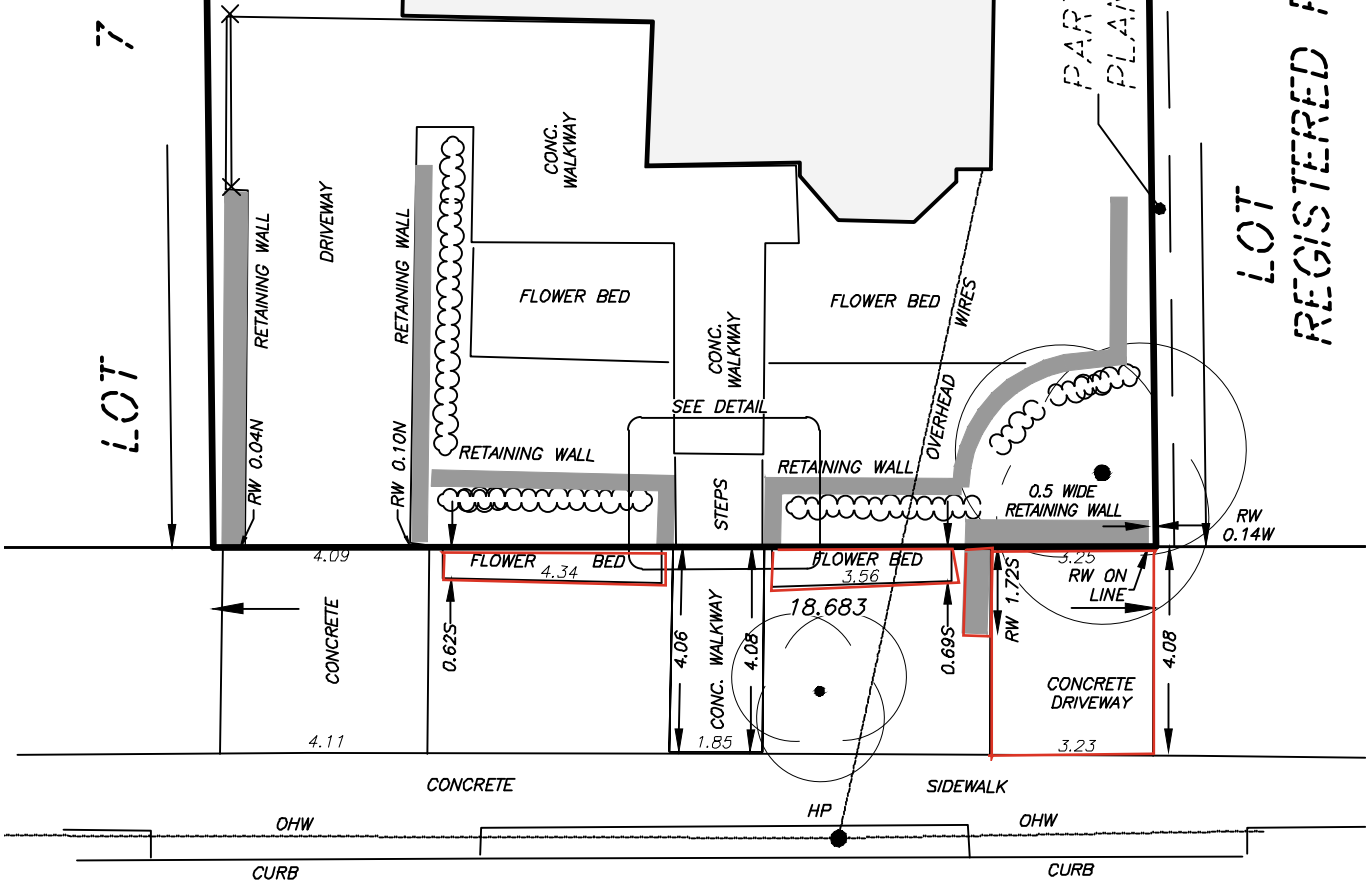 7
LOT
PAR
PLAN
LOT
REGISTERED
CONC.
WALKWAY
DRIVEWAY
RETAINING WALL
RETAINING WALL
FLOWER BED
FLOWER BED
WIRES
OVERHEAD
CONC.
WALKWAY
SEE DETAIL
RW 0.04N
RW 0.10N
RETAINING WALL
RETAINING WALL
STEPS
0.5 WIDE
RETAINING WALL
RW
0.14W
4.09
FLOWER BED
4.34
FLOWER BED
3.56
3.25
RW ON
LINE
RW 1.72S
18.683
CONCRETE
0.62S
4.06
CONC. WALKWAY
4.08
0.69S
4.08
CONCRETE
DRIVEWAY
4.11
1.85
3.23
CONCRETE
SIDEWALK
HP
OHW
OHW
CURB
CURB